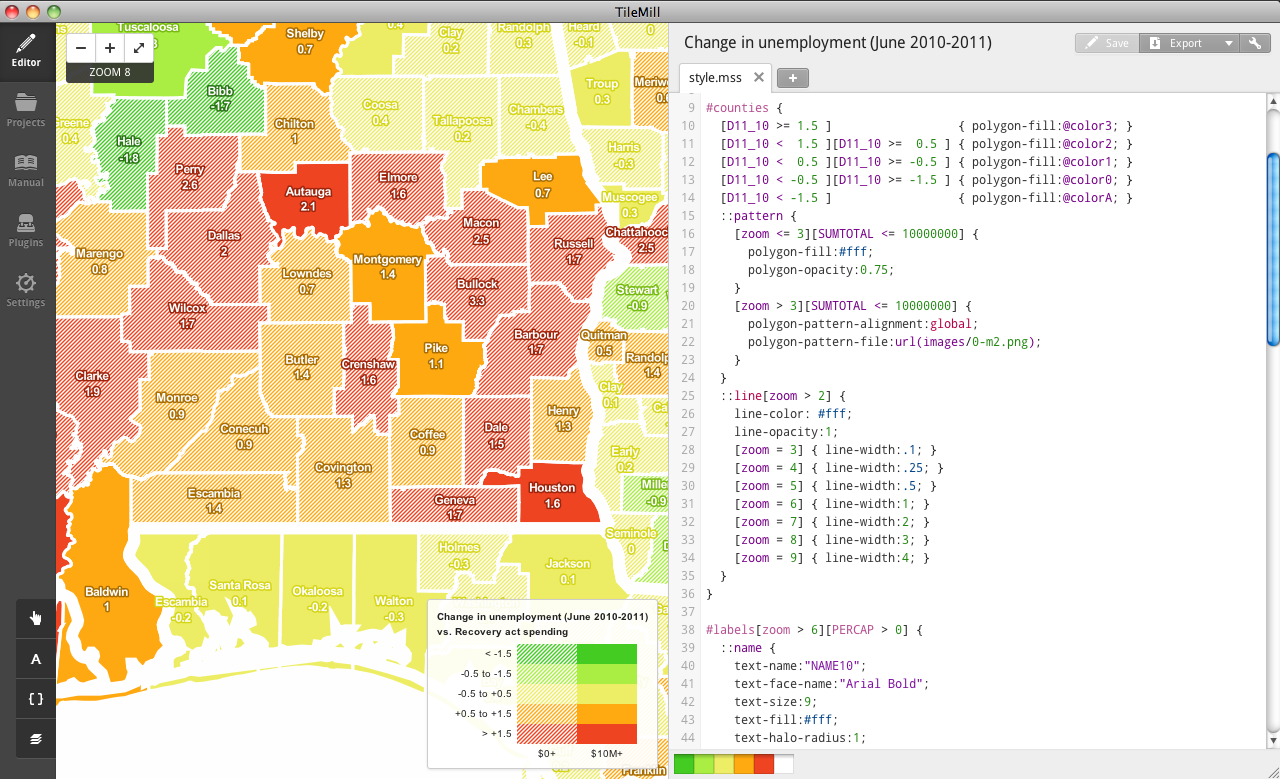 TileMill
Editor
Projects
Manual
Plugins
Settings
A
{ }
ZOOM 8
Tuscaloosa
Shelby
0.7
Clay
0.2
Randolph
0.3
Heard
-0.1
0
Bibb
-1.7
Greene
0.4
Hale
-1.8
Chilton
1
Coosa
0.4
Tallapoosa
0.2
Chambers
-0.4
Troup
0.3
Harris
-0.3
Perry
2.6
Autauga
2.1
Elmore
1.6
Lee
0.7
Muscogee
0.3
Dallas
2
Macon
2.5
Russell
1.7
Chattahooc
2.5
Marengo
0.8
Lowndes
0.7
Montgomery
1.4
Bullock
3.3
Stewart
-0.9
Wilcox
1.7
Butler
1.4
Crenshaw
1.6
Pike
1.1
Barbour
1.7
Quitman
0.5
Randolp
1.4
Clarke
1.9
Monroe
0.9
Conecuh
0.9
Coffee
0.9
Dale
1.5
Henry
1.3
Clay
0.1
Early
0.2
Covington
1.3
Escambia
1.4
Geneva
1.7
Houston
1.6
Mille
-0.9
Seminole
0
Holmes
-0.3
Jackson
0.1
Baldwin
1
Escambia
-0.2
Santa Rosa
0.1
Okaloosa
-0.2
Walton
-0.3
Franklin
Change in unemployment (June 2010-2011)
vs. Recovery act spending
< -1.5
-0.5 to -1.5
-0.5 to +0.5
+0.5 to +1.5
> +1.5
$0+ $10M+
Change in unemployment (June 2010-2011)
Save
Export
style.mss
+
9 #counties {
10 [D11_10 >= 1.5 ] { polygon-fill:@color3; }
11 [D11_10 < 1.5 ][D11_10 >= 0.5 ] { polygon-fill:@color2; }
12 [D11_10 < 0.5 ][D11_10 >= -0.5 ] { polygon-fill:@color1; }
13 [D11_10 < -0.5 ][D11_10 >= -1.5 ] { polygon-fill:@color0; }
14 [D11_10 < -1.5 ] { polygon-fill:@colorA; }
15 ::pattern {
16 [zoom <= 3][SUMTOTAL <= 10000000] {
17 polygon-fill:#fff;
18 polygon-opacity:0.75;
19 }
20 [zoom > 3][SUMTOTAL <= 10000000] {
21 polygon-pattern-alignment:global;
22 polygon-pattern-file:url(images/0-m2.png);
23 }
24 }
25 ::line[zoom > 2] {
26 line-color: #fff;
27 line-opacity:1;
28 [zoom = 3] { line-width:.1; }
29 [zoom = 4] { line-width:.25; }
30 [zoom = 5] { line-width:.5; }
31 [zoom = 6] { line-width:1; }
32 [zoom = 7] { line-width:2; }
33 [zoom = 8] { line-width:3; }
34 [zoom = 9] { line-width:4; }
35 }
36 }
37
38 #labels[zoom > 6][PERCAP > 0] {
39 ::name {
40 text-name:"NAME10";
41 text-face-name:"Arial Bold";
42 text-size:9;
43 text-fill:#fff;
44 text-halo-radius:1;